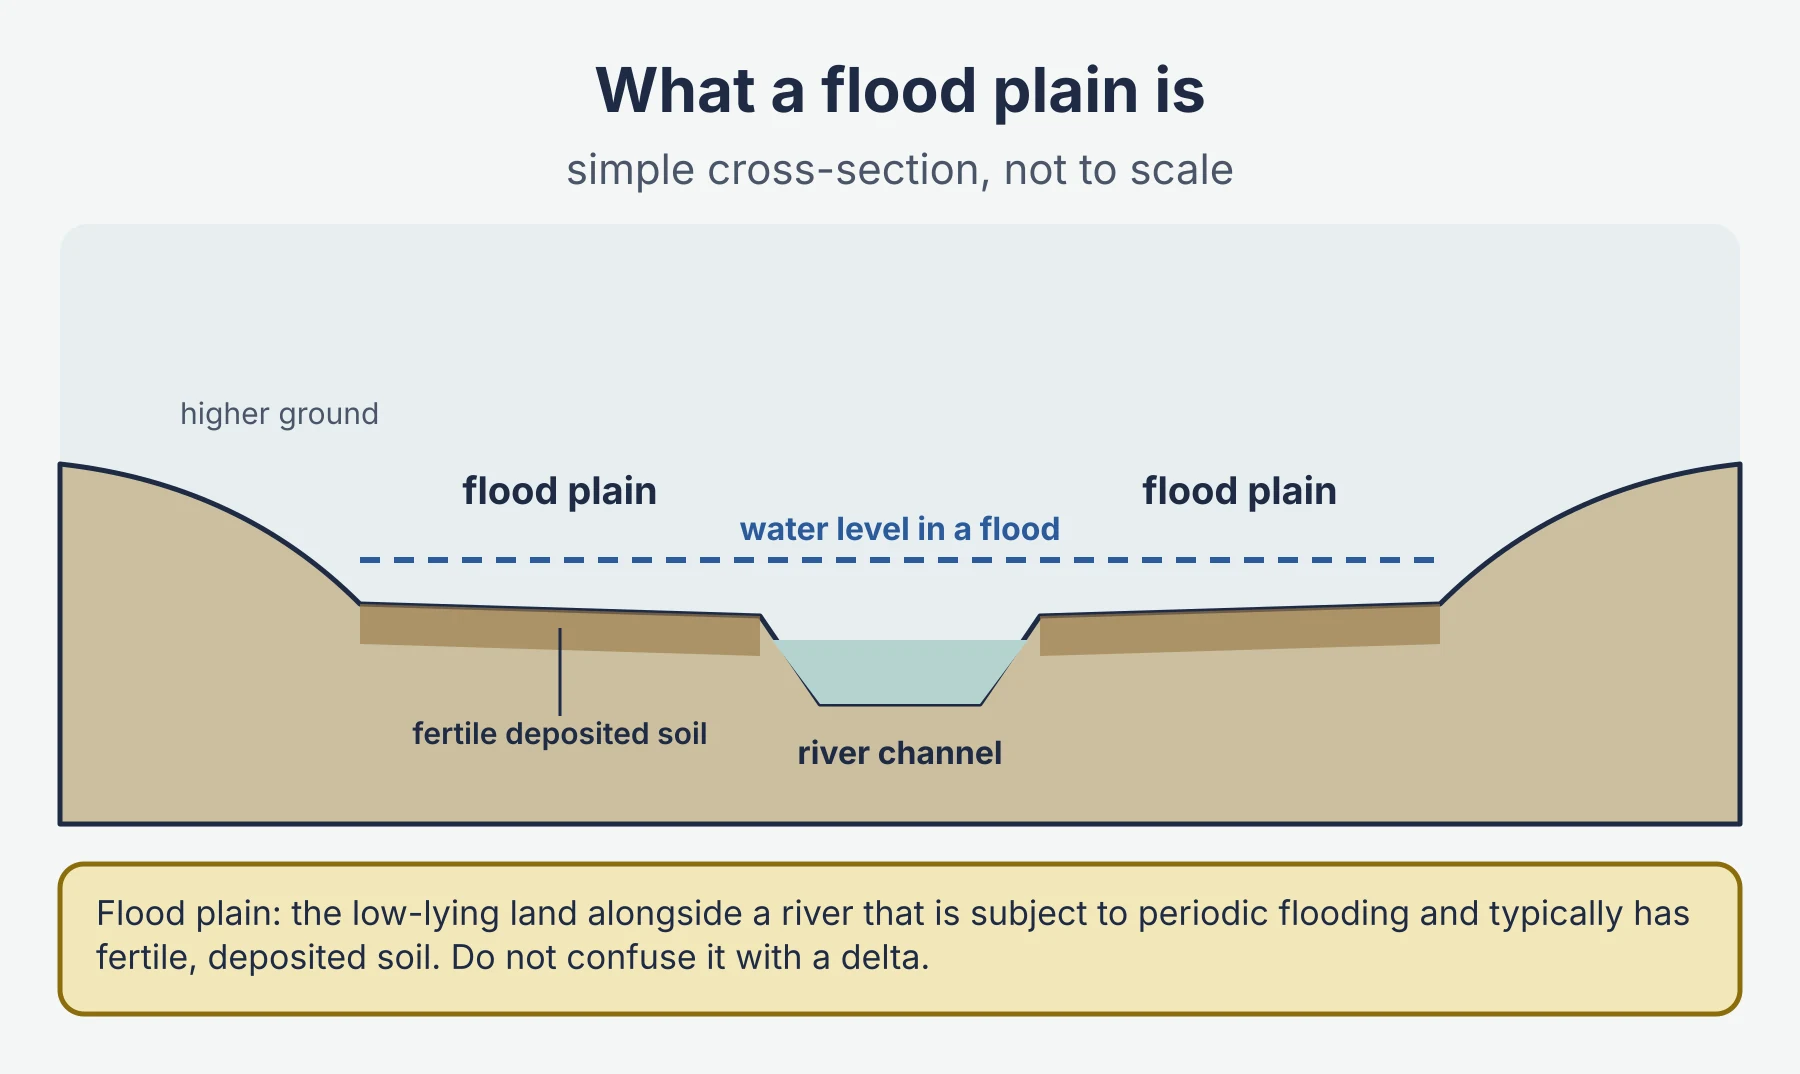 What a flood plain is
simple cross-section, not to scale
higher ground
flood plain
flood plain
water level in a flood
fertile deposited soil
river channel
Flood plain: the low-lying land alongside a river that is subject to periodic flooding and typically has
fertile, deposited soil. Do not confuse it with a delta.